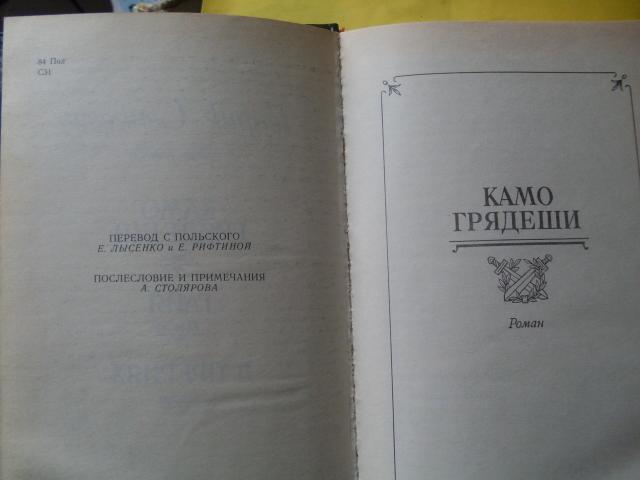 84 Пол
С31
ПЕРЕВОД С ПОЛЬСКОГО
Е. ЛЫСЕНКО и Е. РИФТИНОЙ
ПОСЛЕСЛОВИЕ И ПРИМЕЧАНИЯ
А. СТОЛЯРОВА
КАМО
ГРЯДЕШИ
Роман